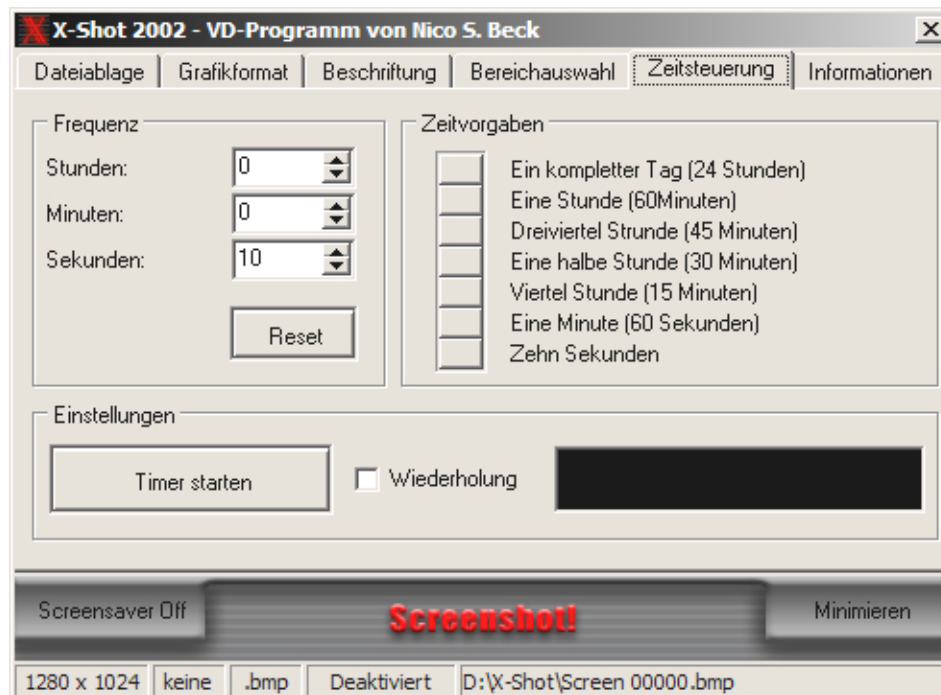 X-Shot 2002 - VD-Programm von Nico S. Beck
Dateiablage Grafikformat Beschriftung Bereichauswahl Zeitsteuerung Informationen
Frequenz
Stunden: 0
Minuten: 0
Sekunden: 10
Reset
Zeitvorgaben
Ein kompletter Tag (24 Stunden)
Eine Stunde (60Minuten)
Dreiviertel Strunde (45 Minuten)
Eine halbe Stunde (30 Minuten)
Viertel Stunde (15 Minuten)
Eine Minute (60 Sekunden)
Zehn Sekunden
Einstellungen
Timer starten Wiederholung
Screensaver Off Screenshot! Minimieren
1280 x 1024 keine .bmp Deaktiviert D:\X-Shot\Screen 00000.bmp